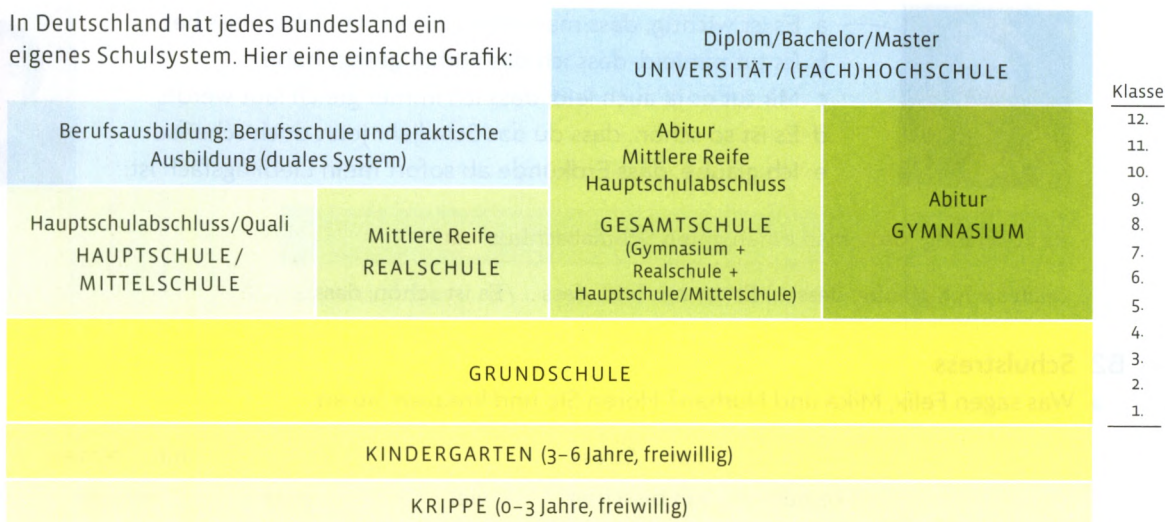 In Deutschland hat jedes Bundesland ein
eigenes Schulsystem. Hier eine einfache Grafik:
Diplom/Bachelor/Master
UNIVERSITÄT/(FACH)HOCHSCHULE
Klasse
12.
11.
10.
9.
8.
7.
6.
5.
4.
3.
2.
1.
Berufsausbildung: Berufsschule und praktische
Ausbildung (duales System)
Hauptschulabschluss/Quali
HAUPTSCHULE/
MITTELSCHULE
Mittlere Reife
REALSCHULE
Abitur
Mittlere Reife
Hauptschulabschluss
GESAMTSCHULE
(Gymnasium +
Realschule +
Hauptschule/Mittelschule)
Abitur
GYMNASIUM
GRUNDSCHULE
KINDERGARTEN (3–6 Jahre, freiwillig)
KRIPPE (0–3 Jahre, freiwillig)